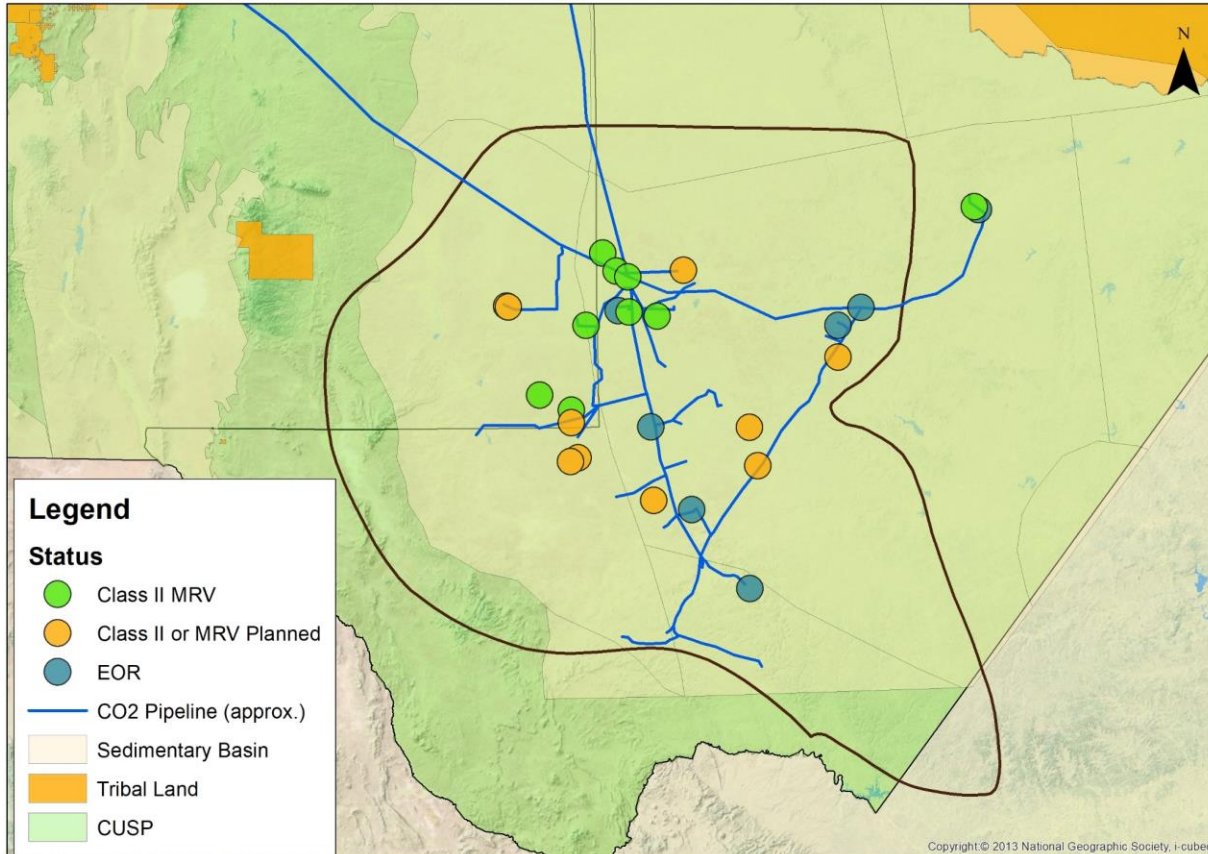 N
Legend
Status
Class II MRV
Class II or MRV Planned
EOR
CO2 Pipeline (approx.)
Sedimentary Basin
Tribal Land
CUSP
Copyright:© 2013 National Geographic Society, i-cubed